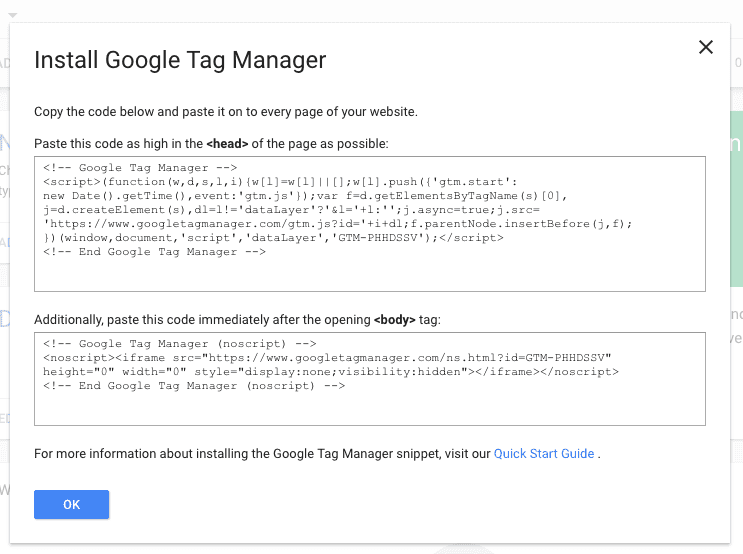 Install Google Tag Manager
Copy the code below and paste it on to every page of your website.
Paste this code as high in the <head> of the page as possible:
<!-- Google Tag Manager -->
<script>(function(w,d,s,l,i){w[l]=w[l]||[];w[l].push({'gtm.start':
new Date().getTime(),event:'gtm.js'});var f=d.getElementsByTagName(s)[0],
j=d.createElement(s),dl=l!='dataLayer'?'&l='+l:'';j.async=true;j.src=
'https://www.googletagmanager.com/gtm.js?id='+i+dl;f.parentNode.insertBefore(j,f);
})(window,document,'script','dataLayer','GTM-PHHDSSV');</script>
<!-- End Google Tag Manager -->
Additionally, paste this code immediately after the opening <body> tag:
<!-- Google Tag Manager (noscript) -->
<noscript><iframe src="https://www.googletagmanager.com/ns.html?id=GTM-PHHDSSV"
height="0" width="0" style="display:none;visibility:hidden"></iframe></noscript>
<!-- End Google Tag Manager (noscript) -->
For more information about installing the Google Tag Manager snippet, visit our Quick Start Guide .
OK